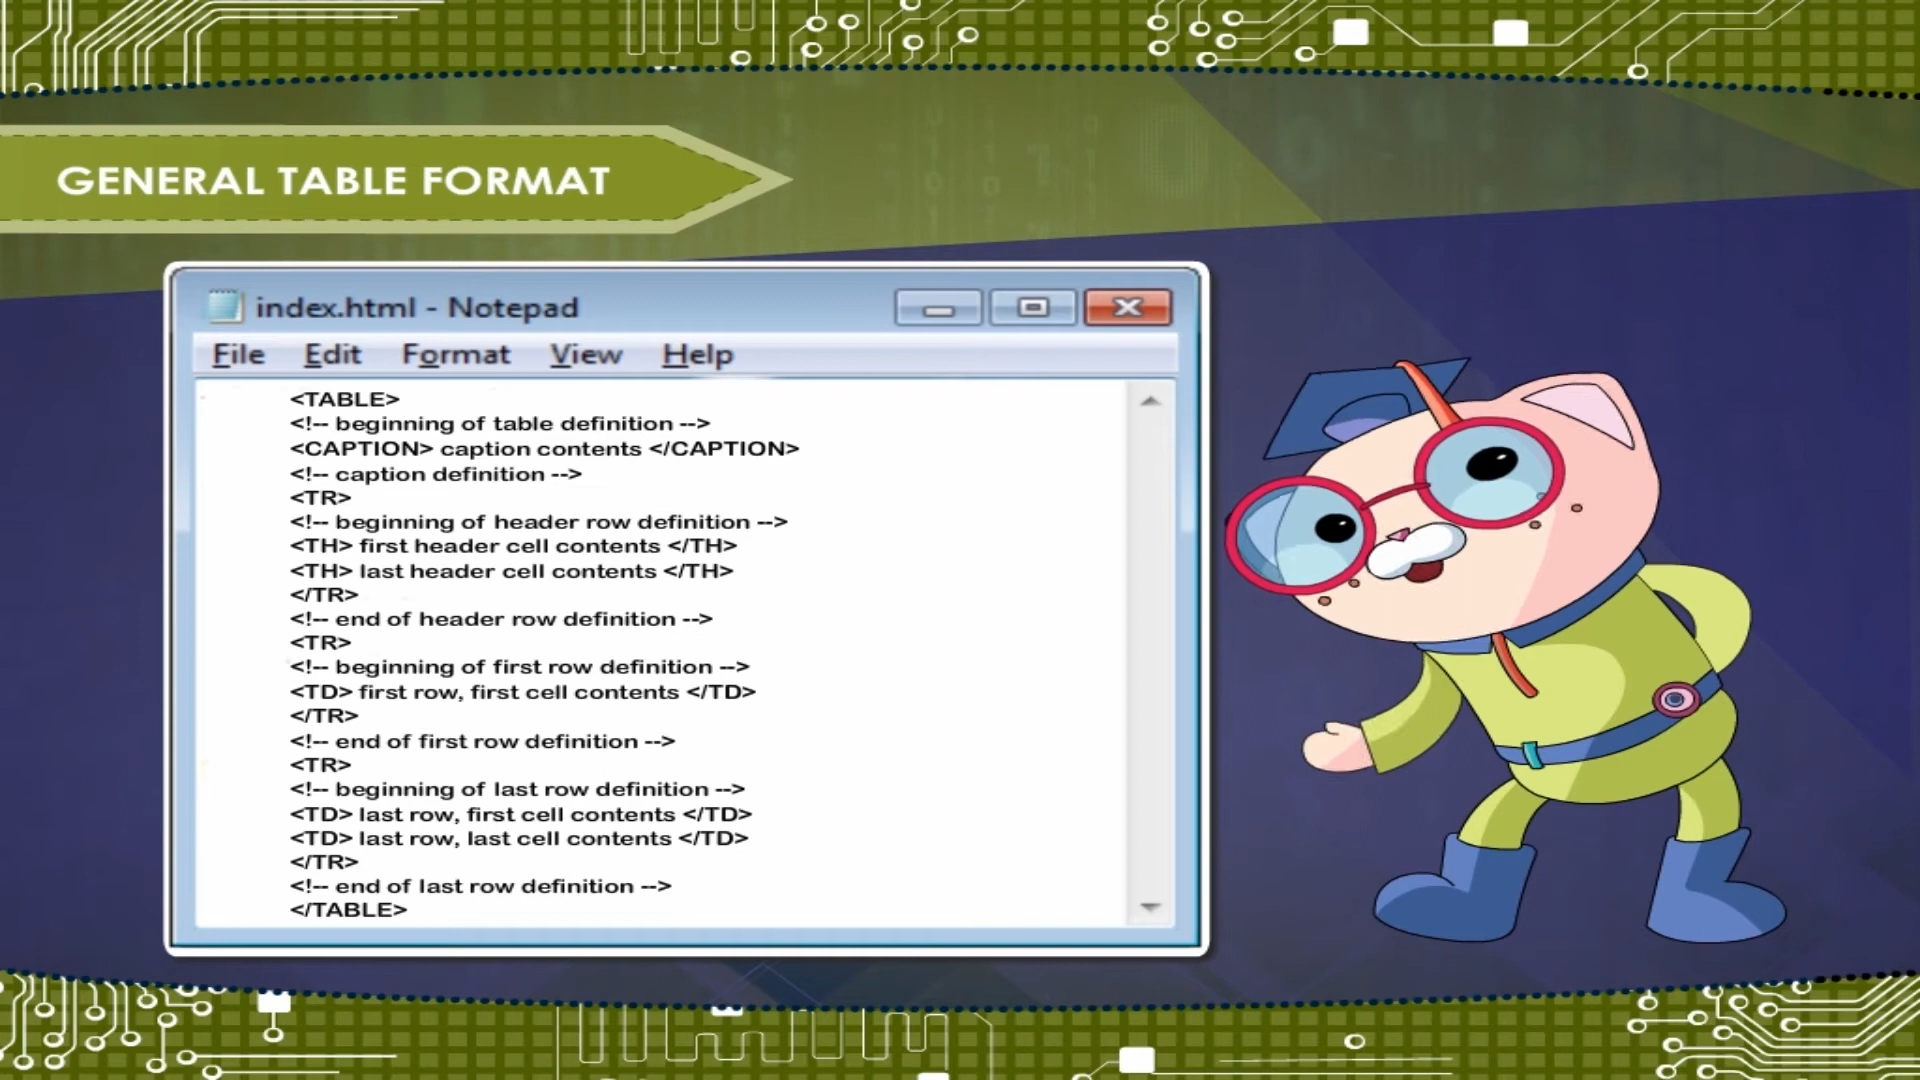 GENERAL TABLE FORMAT
index.html - Notepad
File Edit Format View Help
<TABLE>
<!-- beginning of table definition -->
<CAPTION> caption contents </CAPTION>
<!-- caption definition -->
<TR>
<!-- beginning of header row definition -->
<TH> first header cell contents </TH>
<TH> last header cell contents </TH>
</TR>
<!-- end of header row definition -->
<TR>
<!-- beginning of first row definition -->
<TD> first row, first cell contents </TD>
</TR>
<!-- end of first row definition -->
<TR>
<!-- beginning of last row definition -->
<TD> last row, first cell contents </TD>
<TD> last row, last cell contents </TD>
</TR>
<!-- end of last row definition -->
</TABLE>